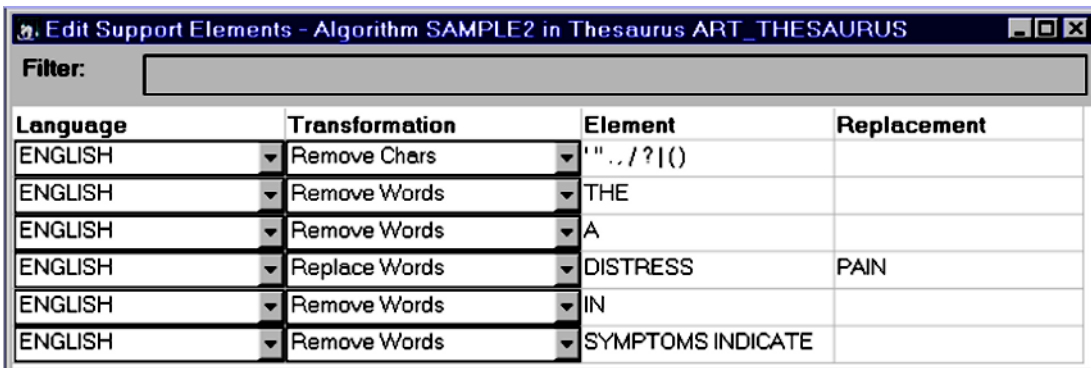 Edit Support Elements - Algorithm SAMPLE2 in Thesaurus ART_THESAURUS
Filter:
Language Transformation Element Replacement
ENGLISH Remove Chars '"../?|()
ENGLISH Remove Words THE
ENGLISH Remove Words A
ENGLISH Replace Words DISTRESS PAIN
ENGLISH Remove Words IN
ENGLISH Remove Words SYMPTOMS INDICATE